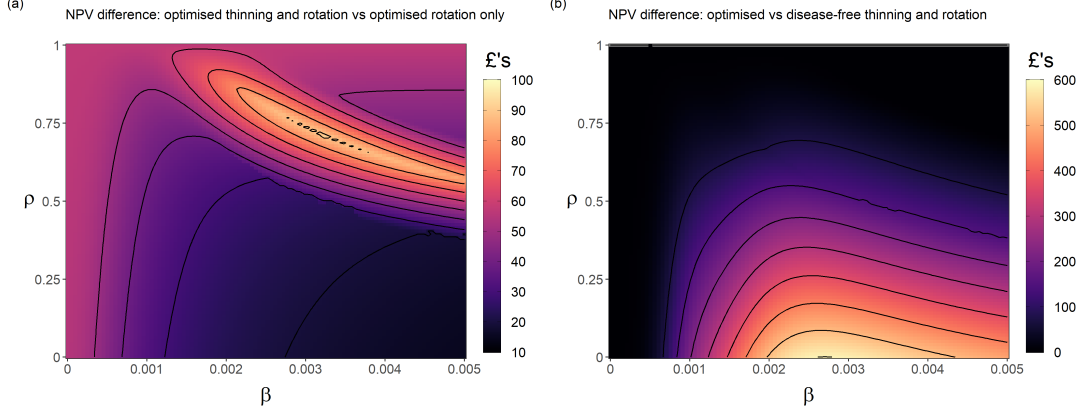 (a)
NPV difference: optimised thinning and rotation vs optimised rotation only
£'s
1
0.75
ρ
0.5
0.25
0
0 0.001 0.002 0.003 0.004 0.005
β
100
90
80
70
60
50
40
30
20
10
(b)
NPV difference: optimised vs disease-free thinning and rotation
£'s
1
0.75
ρ
0.5
0.25
0
0 0.001 0.002 0.003 0.004 0.005
β
600
500
400
300
200
100
0